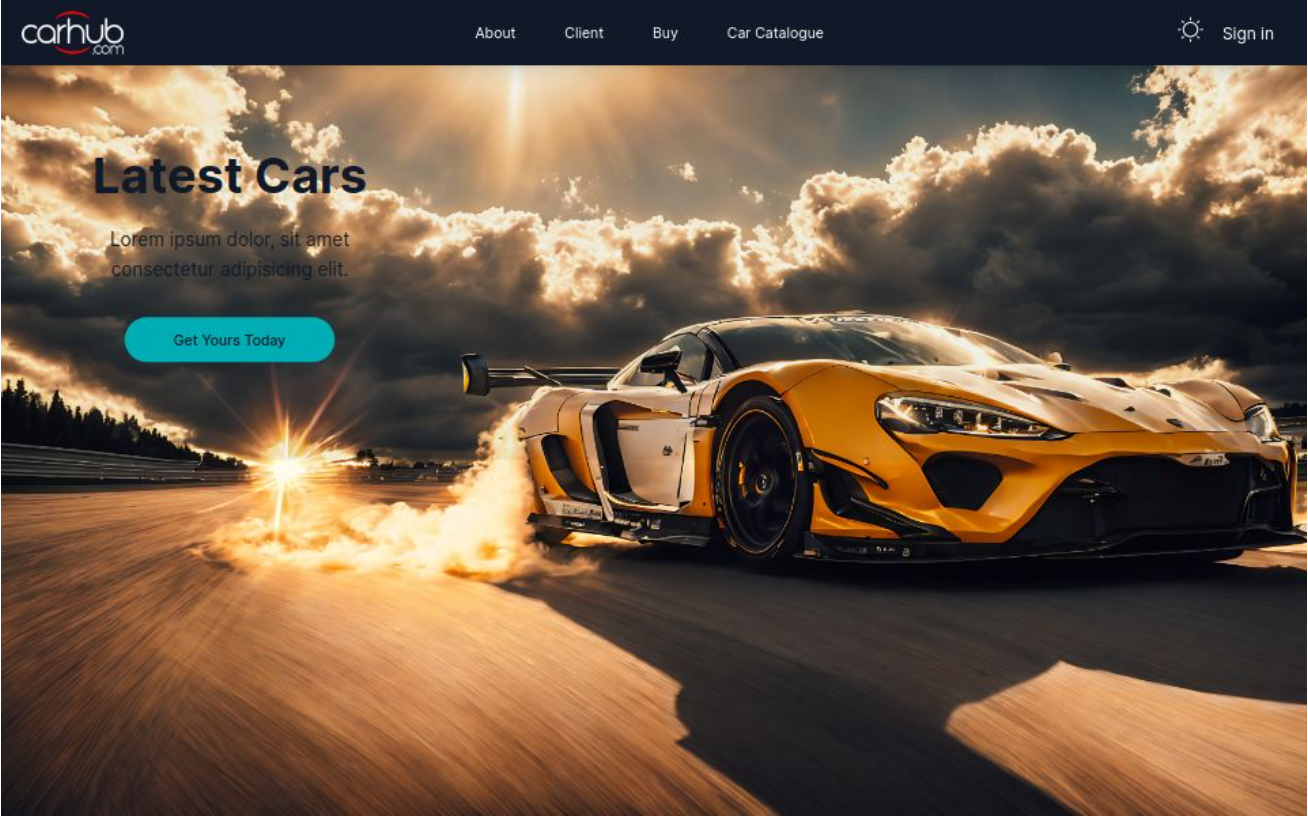 carhub
.com
About
Client
Buy
Car Catalogue
Sign in
Latest Cars
Lorem ipsum dolor, sit amet
consectetur adipisicing elit.
Get Yours Today